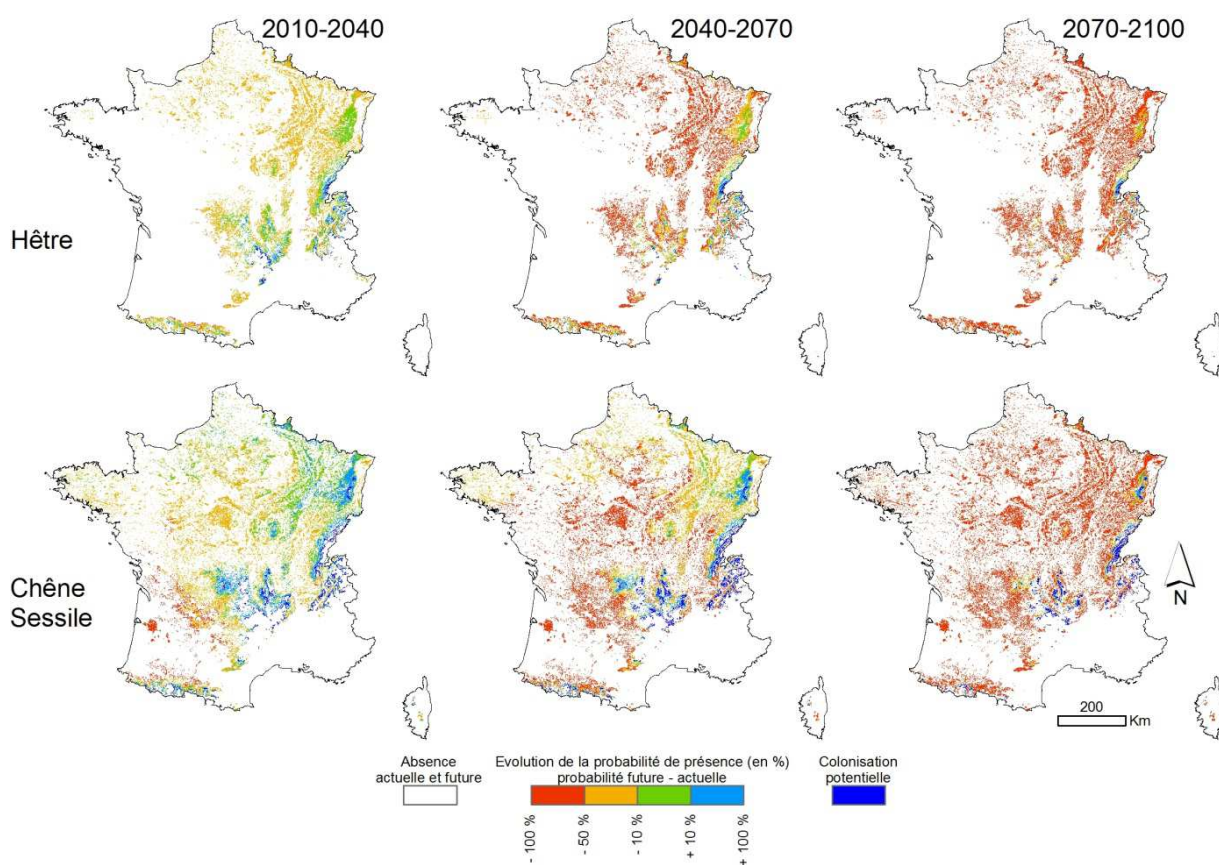 2010-2040
2040-2070
2070-2100
Hêtre
Chêne
Sessile
N
200
Km
Absence
actuelle et future
Evolution de la probabilité de présence (en %)
probabilité future - actuelle
Colonisation
potentielle
- 100 %
- 50 %
- 10 %
+ 10 %
+ 100 %